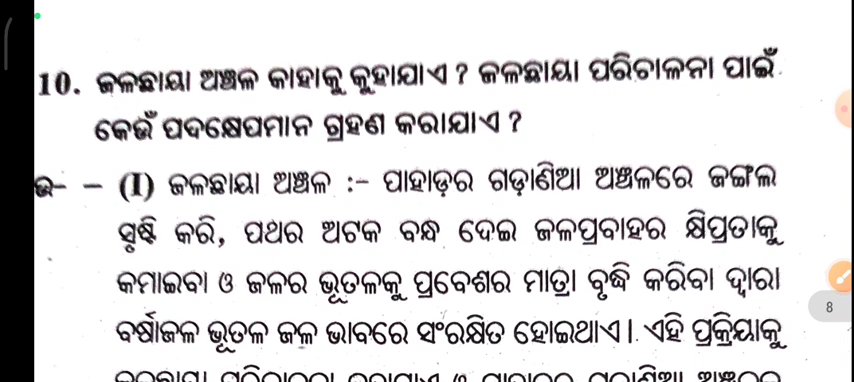 10. ଜଳଛାୟା ଅଞ୍ଚଳ କାହାକୁ କୁହାଯାଏ ? ଜଳଛାୟା ପରିଚାଳନା ପାଇଁ
କେଉଁ ପଦକ୍ଷେପମାନ ଗ୍ରହଣ କରାଯାଏ ?
ଉ- – (I) ଜଳଛାୟା ଅଞ୍ଚଳ :- ପାହାଡ଼ର ଗଡ଼ାଣିଆ ଅଞ୍ଚଳରେ ଜଙ୍ଗଲ
ସୃଷ୍ଟି କରି, ପଥର ଅଟକ ବନ୍ଧ ଦେଇ ଜଳପ୍ରବାହର କ୍ଷିପ୍ରତାକୁ
କମାଇବା ଓ ଜଳର ଭୂତଳକୁ ପ୍ରବେଶର ମାତ୍ରା ବୃଦ୍ଧି କରିବା ଦ୍ୱାରା
ବର୍ଷାଜଳ ଭୂତଳ ଜଳ ଭାବରେ ସଂରକ୍ଷିତ ହୋଇଥାଏ । ଏହି ପ୍ରକ୍ରିୟାକୁ
8